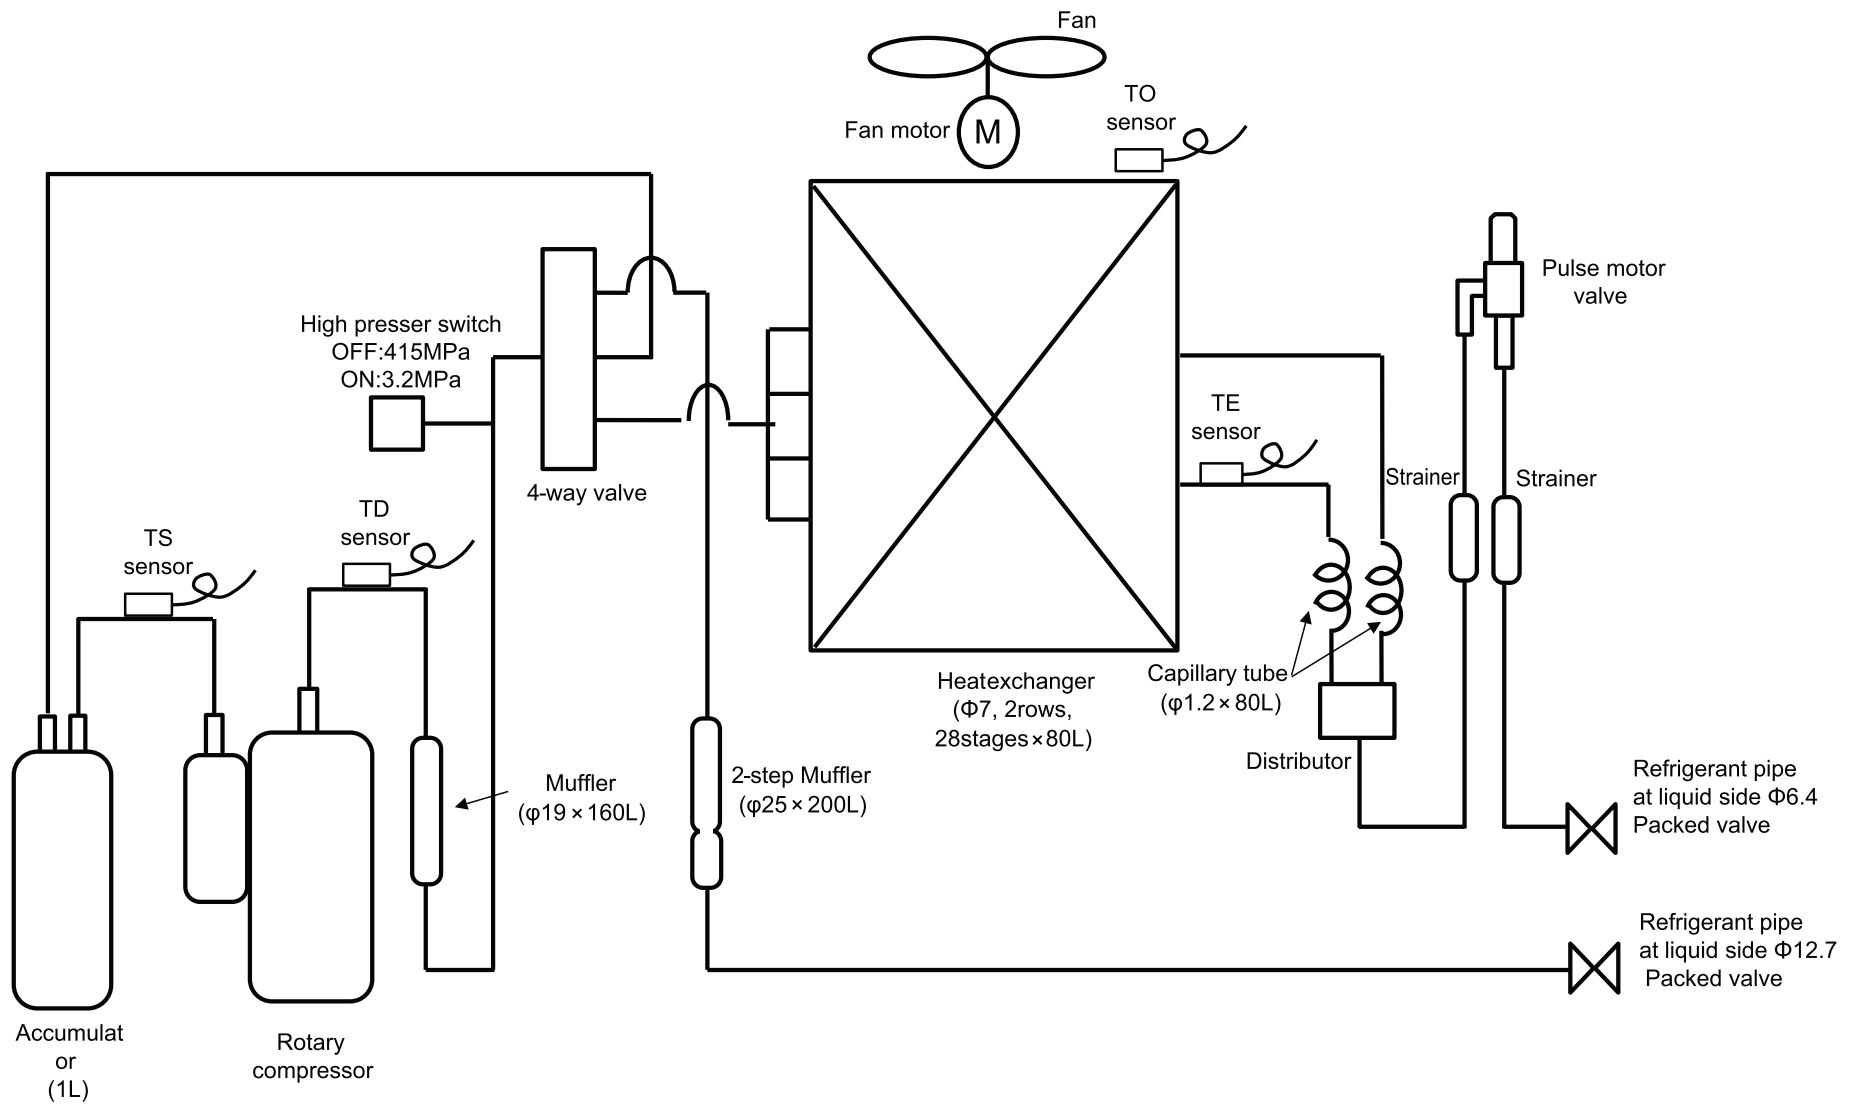 Fan
TO
sensor
Fan motor
M
Pulse motor
valve
High presser switch
OFF:415MPa
ON:3.2MPa
4-way valve
TE
sensor
Strainer
Strainer
TD
sensor
TS
sensor
Capillary tube
(φ1.2×80L)
Heatexchanger
(Φ7, 2rows,
28stages×80L)
Distributor
Muffler
(φ19×160L)
2-step Muffler
(φ25×200L)
Refrigerant pipe
at liquid side Φ6.4
Packed valve
Refrigerant pipe
at liquid side Φ12.7
Packed valve
Accumulat
or
(1L)
Rotary
compressor